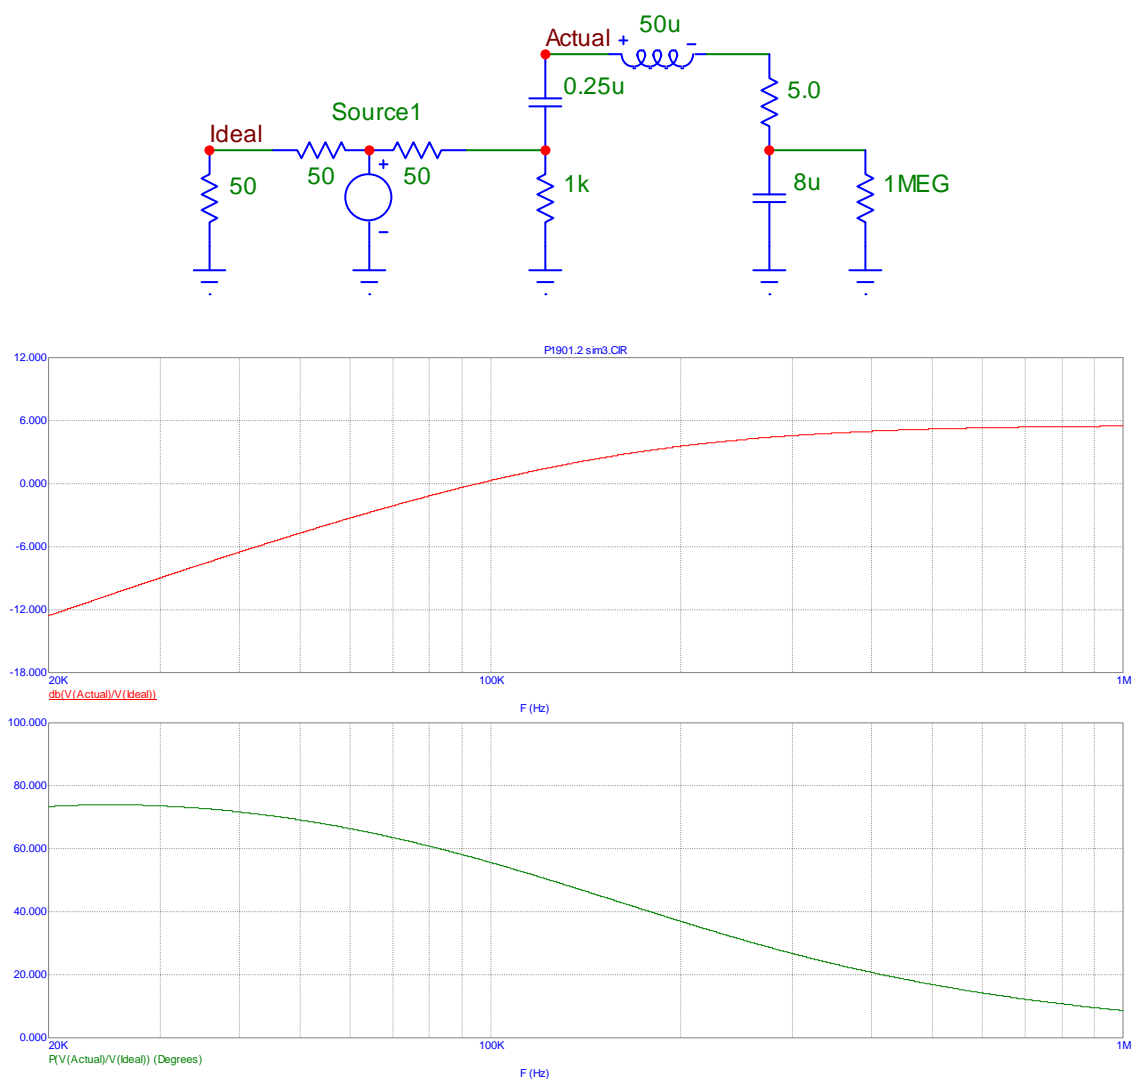 Actual + 50u -
0.25u 5.0
Source1
Ideal +
50 50 50 1k 8u 1MEG
-
P1901.2 sim3.CIR
12.000
6.000
0.000
-6.000
-12.000
-18.000
20K 100K 1M
db(V(Actual)/V(Ideal))
F (Hz)
100.000
80.000
60.000
40.000
20.000
0.000
20K 100K 1M
P(V(Actual)/V(Ideal)) (Degrees)
F (Hz)